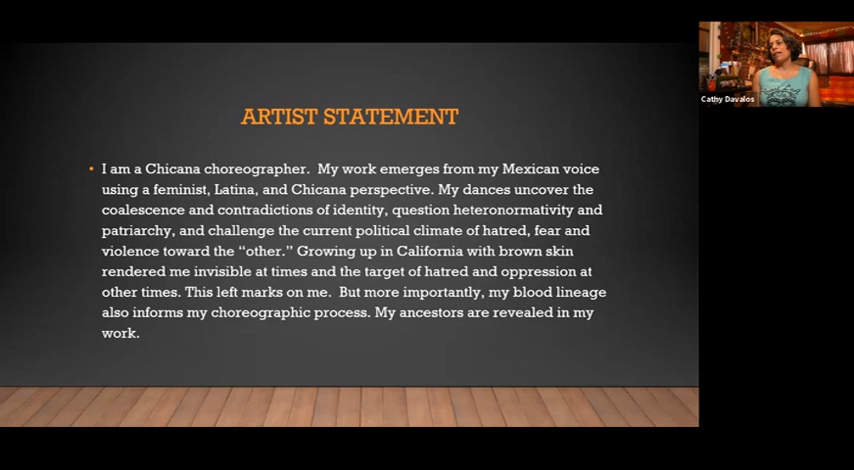 ARTIST STATEMENT
• I am a Chicana choreographer.  My work emerges from my Mexican voice
using a feminist, Latina, and Chicana perspective. My dances uncover the
coalescence and contradictions of identity, question heteronormativity and
patriarchy, and challenge the current political climate of hatred, fear and
violence toward the “other.” Growing up in California with brown skin
rendered me invisible at times and the target of hatred and oppression at
other times. This left marks on me.  But more importantly, my blood lineage
also informs my choreographic process. My ancestors are revealed in my
work.
Cathy Davalos